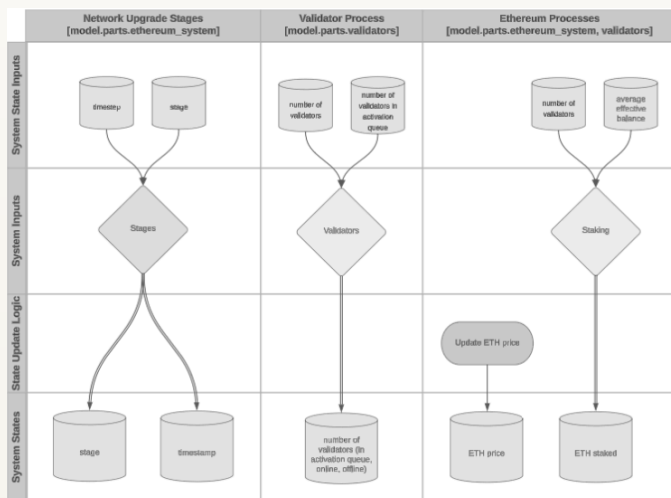 Network Upgrade Stages
[model.parts.ethereum_system]
Validator Process
[model.parts.validators]
Ethereum Processes
[model.parts.ethereum_system, validators]
System State Inputs
timestep
stage
number of
validators
number of
validators in
activation
queue
number of
validators
average
effective
balance
System Inputs
Stages
Validators
Staking
State Update Logic
Update ETH price
System States
stage
timestamp
number of
validators (in
activation queue,
online, offline)
ETH price
ETH staked